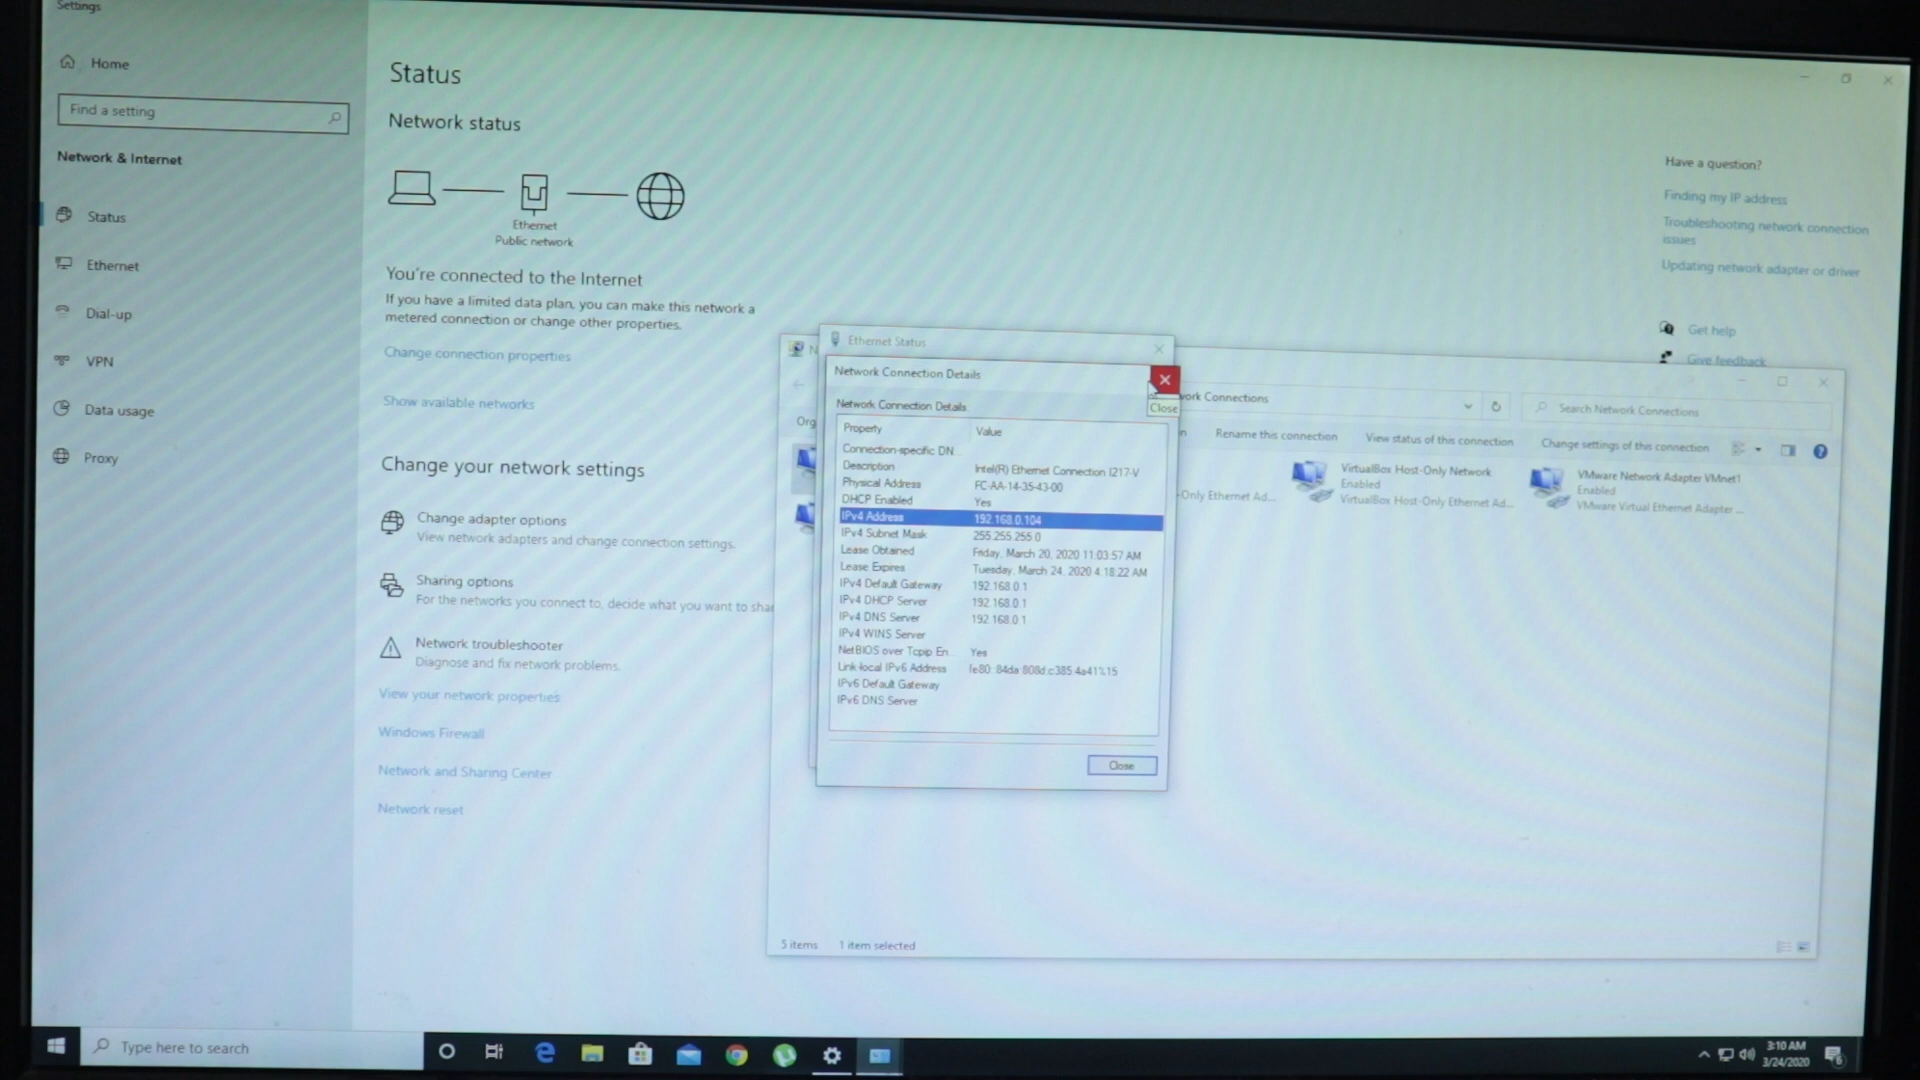 Settings
Home
Find a setting
Network & Internet
Status
Ethernet
Dial-up
VPN
Data usage
Proxy
Status
Network status
Ethernet
Public network
You're connected to the Internet
If you have a limited data plan, you can make this network a
metered connection or change other properties.
Change connection properties
Show available networks
Change your network settings
Change adapter options
View network adapters and change connection settings.
Sharing options
For the networks you connect to, decide what you want to shar
Network troubleshooter
Diagnose and fix network problems.
View your network properties
Windows Firewall
Network and Sharing Center
Network reset
Have a question?
Finding my IP address
Troubleshooting network connection
issues
Updating network adapter or driver
Get help
Give feedback
N
Ethernet Status
Network Connection Details
Close
Network Connection Details
Property Value
Connection-specific DN
Description Intel(R) Ethernet Connection I217-V
Physical Address FC-AA-14-35-43-00
DHCP Enabled Yes
IPv4 Address 192.168.0.104
IPv4 Subnet Mask 255.255.255.0
Lease Obtained Friday, March 20, 2020 11:03:57 AM
Lease Expires Tuesday, March 24, 2020 4:18:22 AM
IPv4 Default Gateway 192.168.0.1
IPv4 DHCP Server 192.168.0.1
IPv4 DNS Server 192.168.0.1
IPv4 WINS Server
NetBIOS over Tcpip En Yes
Link-local IPv6 Address fe80::84da:808d:c385:4a41%15
IPv6 Default Gateway
IPv6 DNS Server
Close
work Connections
Search Network Connections
Org
n Rename this connection View status of this connection Change settings of this connection
-Only Ethernet Ad...
VirtualBox Host-Only Network
Enabled
VirtualBox Host-Only Ethernet Ad...
VMware Network Adapter VMnet1
Enabled
VMware Virtual Ethernet Adapter ...
5 items 1 item selected
Type here to search
3:10 AM
3/24/2020
6